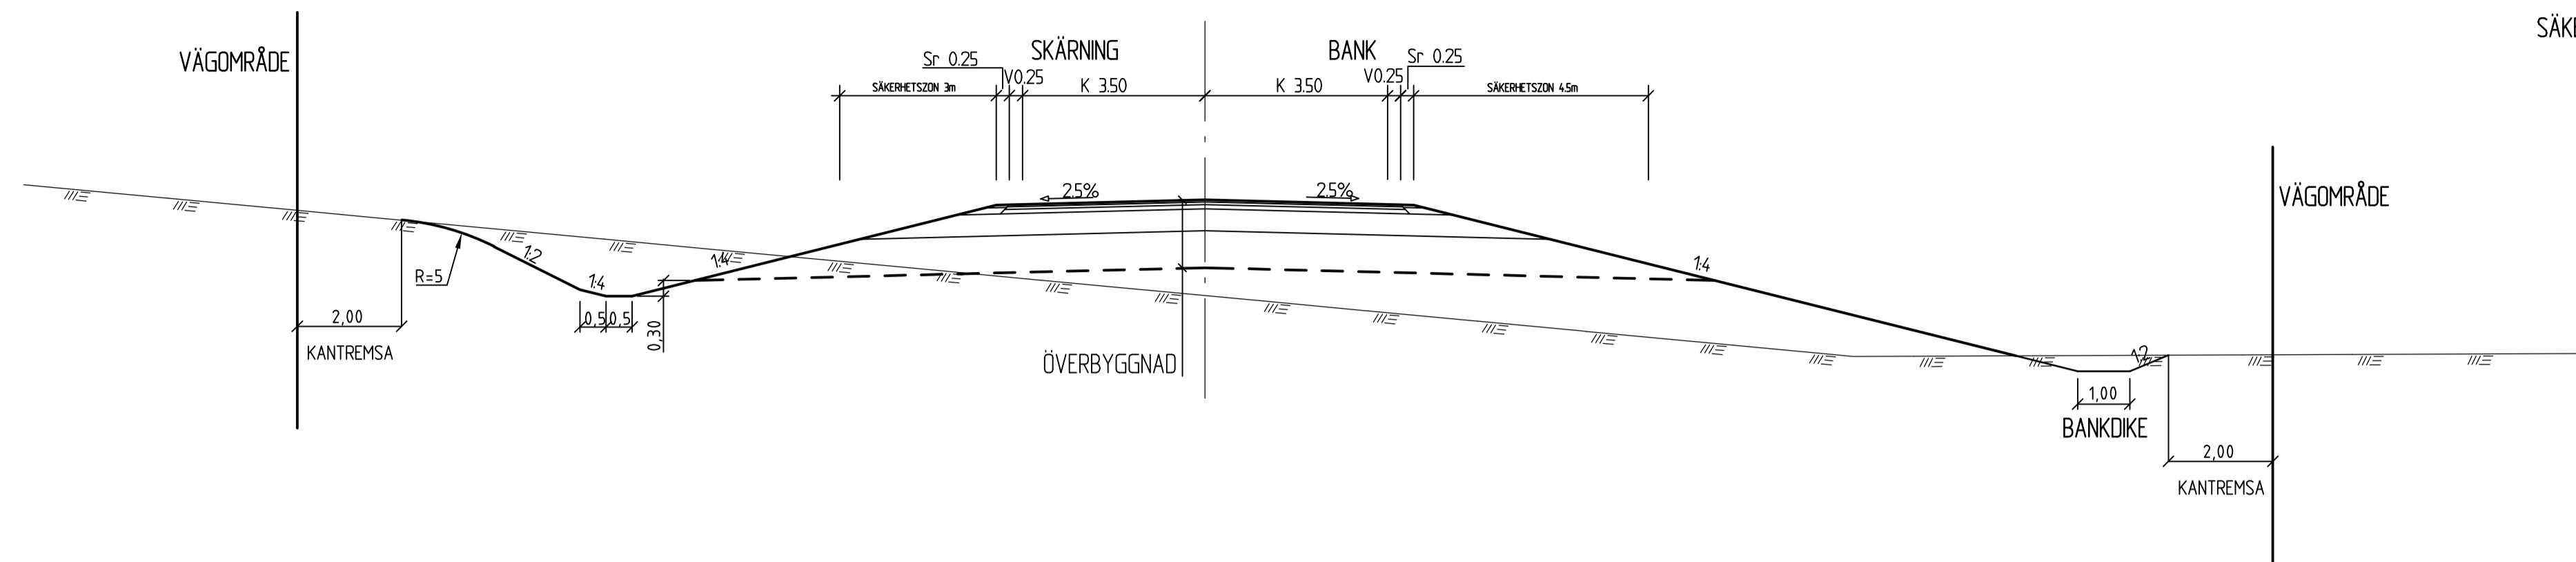 SÄK
VÄGOMRÅDE
SKÄRNING
BANK
Sr 0.25
Sr 0.25
V0.25
V0.25
K 3.50
K 3.50
SÄKERHETSZON 3m
SÄKERHETSZON 4.5m
2.5%
2.5%
VÄGOMRÅDE
1:2
1:4
1:4
1:4
R=5
2,00
0,5
0,5
0,30
KANTREMSA
ÖVERBYGGNAD
1:2
1,00
BANKDIKE
2,00
KANTREMSA